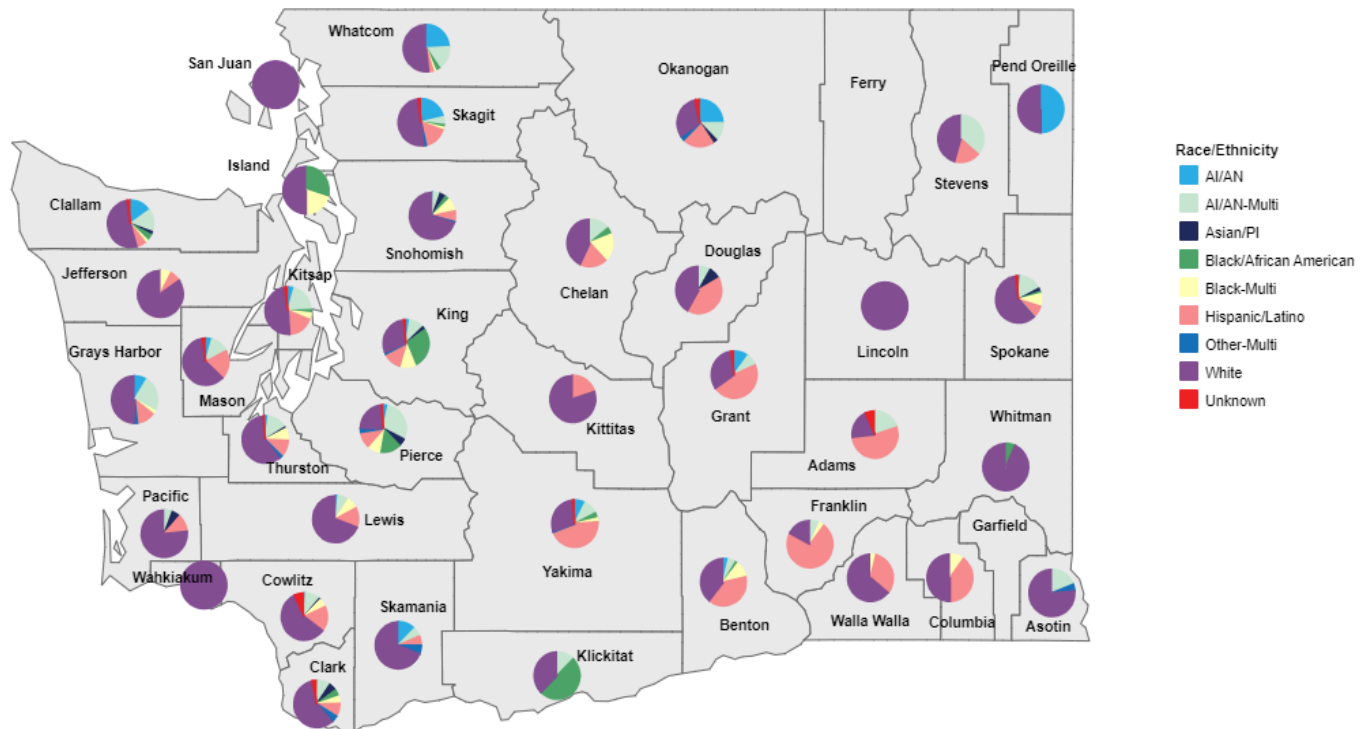 Whatcom
San Juan
Okanogan
Ferry
Pend Oreille
Skagit
Island
Stevens
Clallam
Snohomish
Douglas
Jefferson
Kitsap
Chelan
King
Grays Harbor
Lincoln
Spokane
Mason
Grant
Kittitas
Whitman
Thurston
Pierce
Adams
Pacific
Lewis
Franklin
Garfield
Yakima
Wahkiakum
Cowlitz
Skamania
Benton
Walla Walla
Columbia
Asotin
Klickitat
Clark
Race/Ethnicity
AI/AN
AI/AN-Multi
Asian/PI
Black/African American
Black-Multi
Hispanic/Latino
Other-Multi
White
Unknown